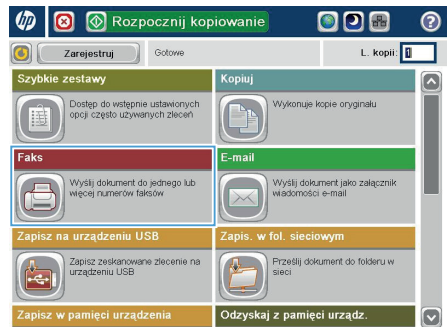 hp
Rozpocznij kopiowanie
?
Zarejestruj
Gotowe
L. kopii: 1
Szybkie zestawy
Dostęp do wstępnie ustawionych
opcji często używanych zleceń
Kopiuj
Wykonuje kopie oryginału
Faks
Wyślij dokument do jednego lub
więcej numerów faksów
E-mail
Wyślij dokument jako załącznik
wiadomości e-mail
Zapisz na urządzeniu USB
Zapisz zeskanowane zlecenie na
urządzeniu USB
Zapis. w fol. sieciowym
Prześlij dokument do folderu w
sieci
Zapisz w pamięci urządzenia
Odzyskaj z pamięci urządz.